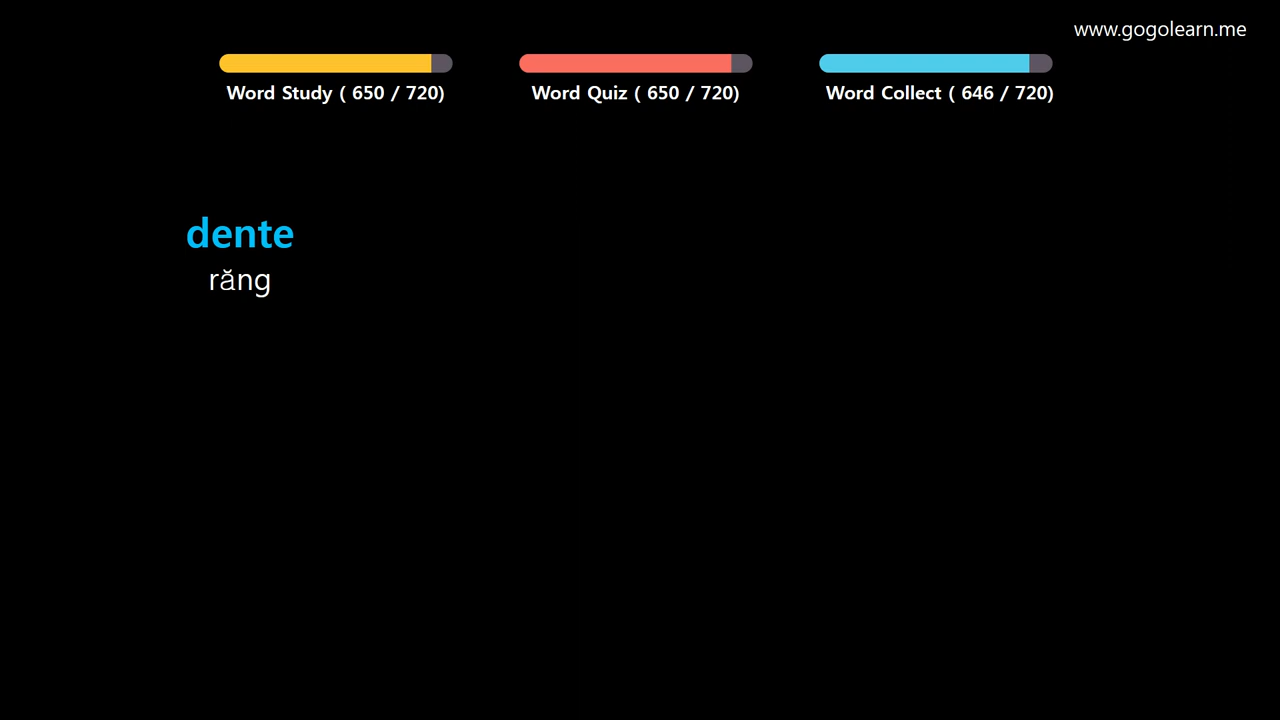 www.gogolearn.me
Word Study ( 650 / 720)
Word Quiz ( 650 / 720)
Word Collect ( 646 / 720)
dente
răng